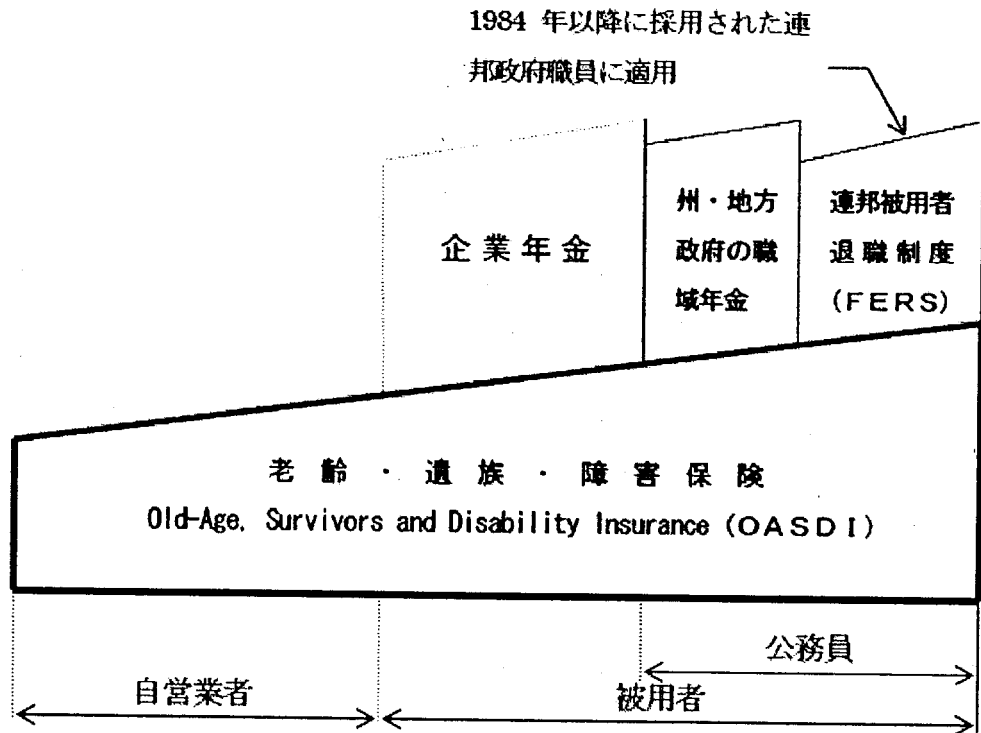 1984 年以降に採用された連
邦政府職員に適用
企業年金
州・地方
政府の職
域年金
連邦被用者
退職制度
(FERS)
老齢・遺族・障害保険
Old-Age, Survivors and Disability Insurance (OASDI)
公務員
自営業者
被用者